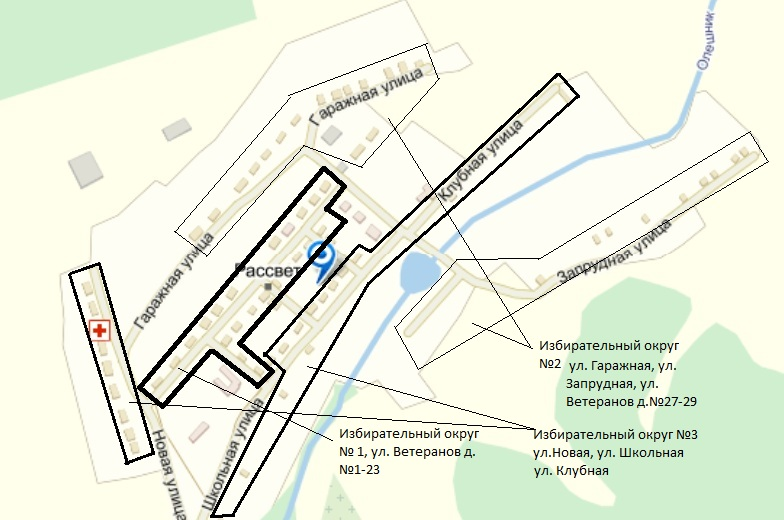 Олешник
Гаражная улица
Клубная улица
Гаражная улица
Рассвет
Запрудная улица
Избирательный округ
№2 ул. Гаражная, ул.
Запрудная, ул.
Ветеранов д.№27-29
Избирательный округ
№ 1, ул. Ветеранов д.
№1-23
Избирательный округ №3
ул.Новая, ул. Школьная
ул. Клубная
Новая улица
Школьная улица